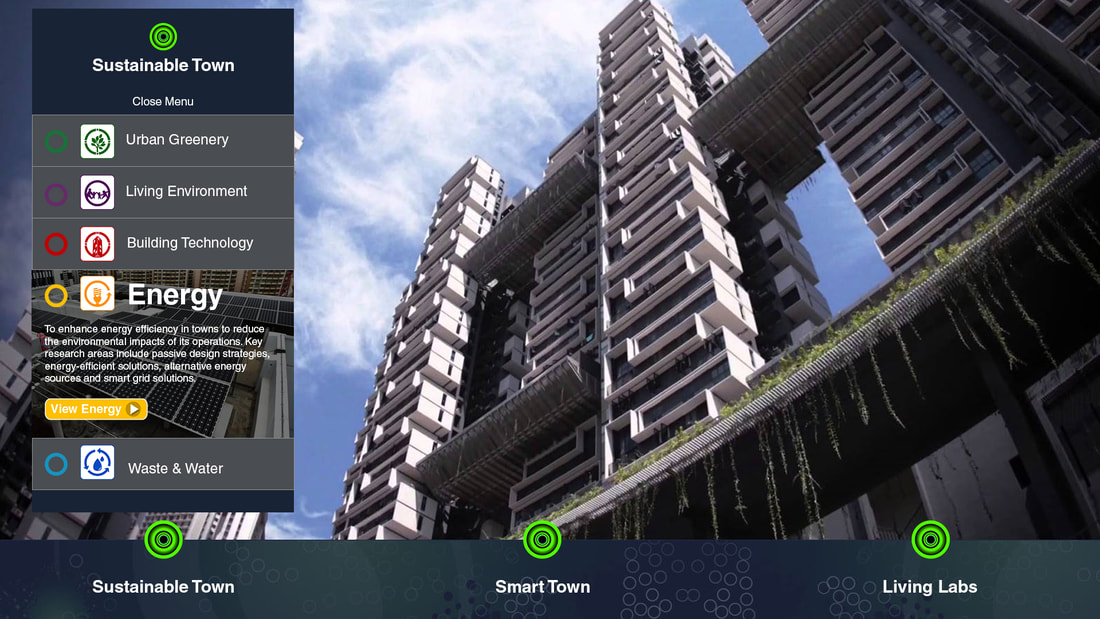 Sustainable Town
Close Menu
Urban Greenery
Living Environment
Building Technology
Energy
To enhance energy efficiency in towns to reduce
the environmental impacts of its operations. Key
research areas include passive design strategies,
energy-efficient solutions, alternative energy
sources and smart grid solutions.
View Energy
Waste & Water
Sustainable Town
Smart Town
Living Labs